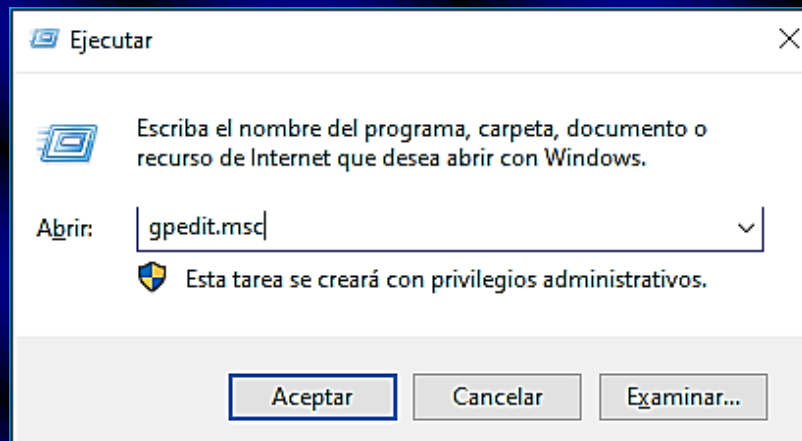 Ejecutar
Escriba el nombre del programa, carpeta, documento o
recurso de Internet que desea abrir con Windows.
Abrir:
gpedit.msc
Esta tarea se creará con privilegios administrativos.
Aceptar
Cancelar
Examinar...